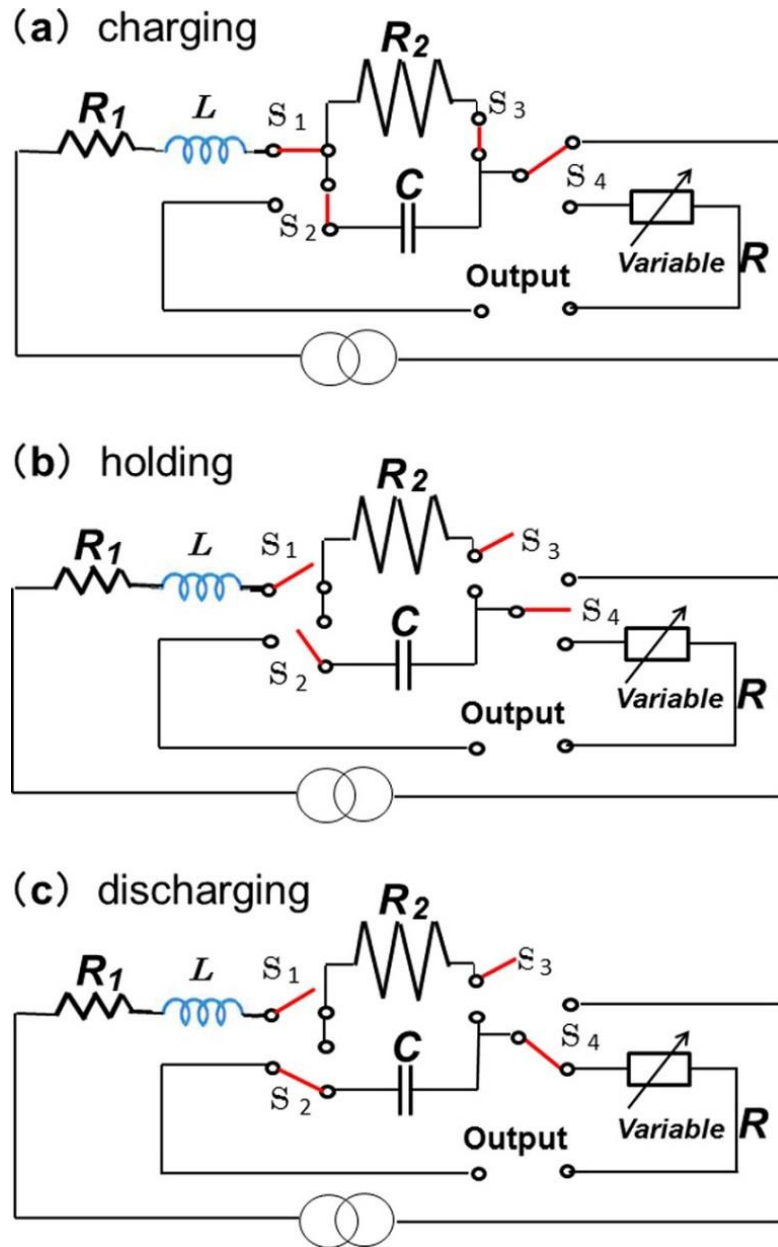 (a) charging
R2
R1
L
S1
S3
S4
C
S2
Output
Variable
R
(b) holding
R2
R1
L
S1
S3
C
S4
S2
Variable
R
Output
(c) discharging
R2
R1
L
S1
S3
C
S4
S2
Output
Variable
R